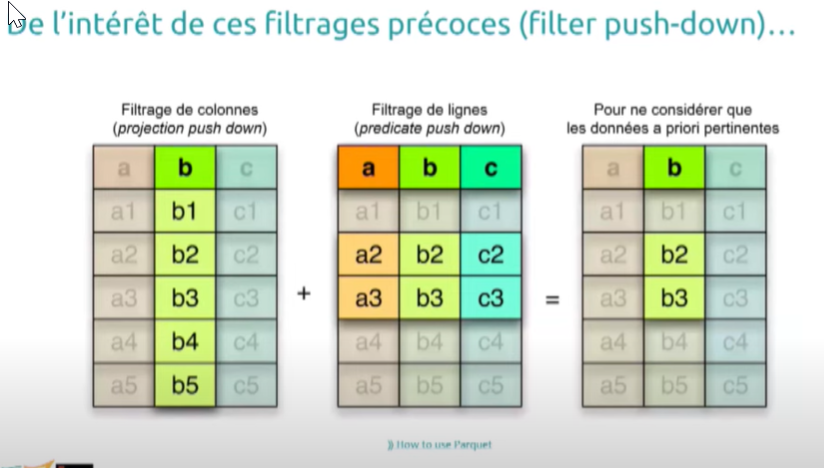 De l'intérêt de ces filtrages précoces (filter push-down)…
Filtrage de colonnes
(projection push down)
Filtrage de lignes
(predicate push down)
Pour ne considérer que
les données a priori pertinentes
a b c
a1 b1 c1
a2 b2 c2
a3 b3 c3
a4 b4 c4
a5 b5 c5
+
a b c
a1 b1 c1
a2 b2 c2
a3 b3 c3
a4 b4 c4
a5 b5 c5
=
a b c
a1 b1 c1
a2 b2 c2
a3 b3 c3
a4 b4 c4
a5 b5 c5
How to use Parquet